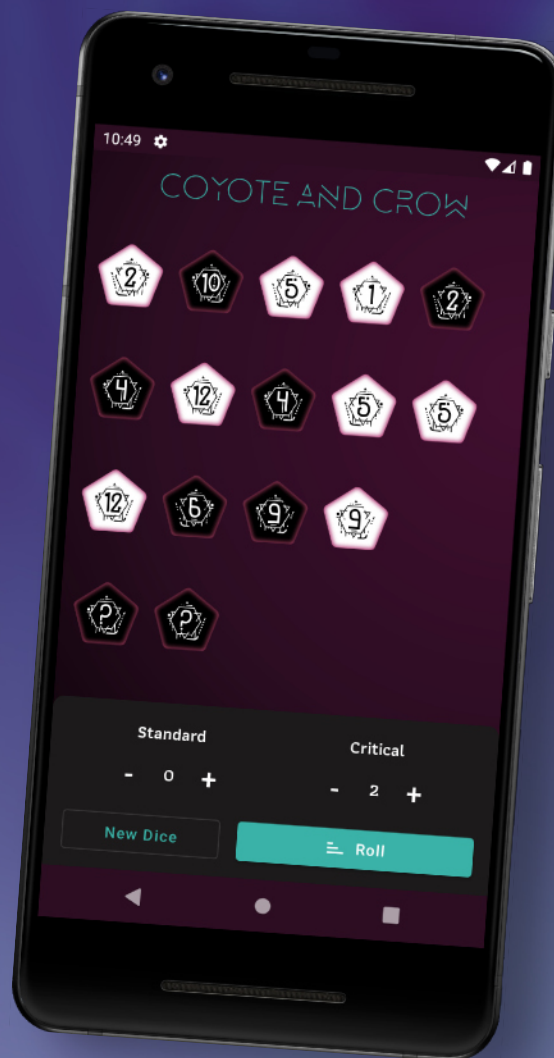 10:49
COYOTE AND CROW
2 10 5 1 2
4 12 4 5 5
12 6 9 9
? ?
Standard Critical
- 0 + - 2 +
New Dice Roll